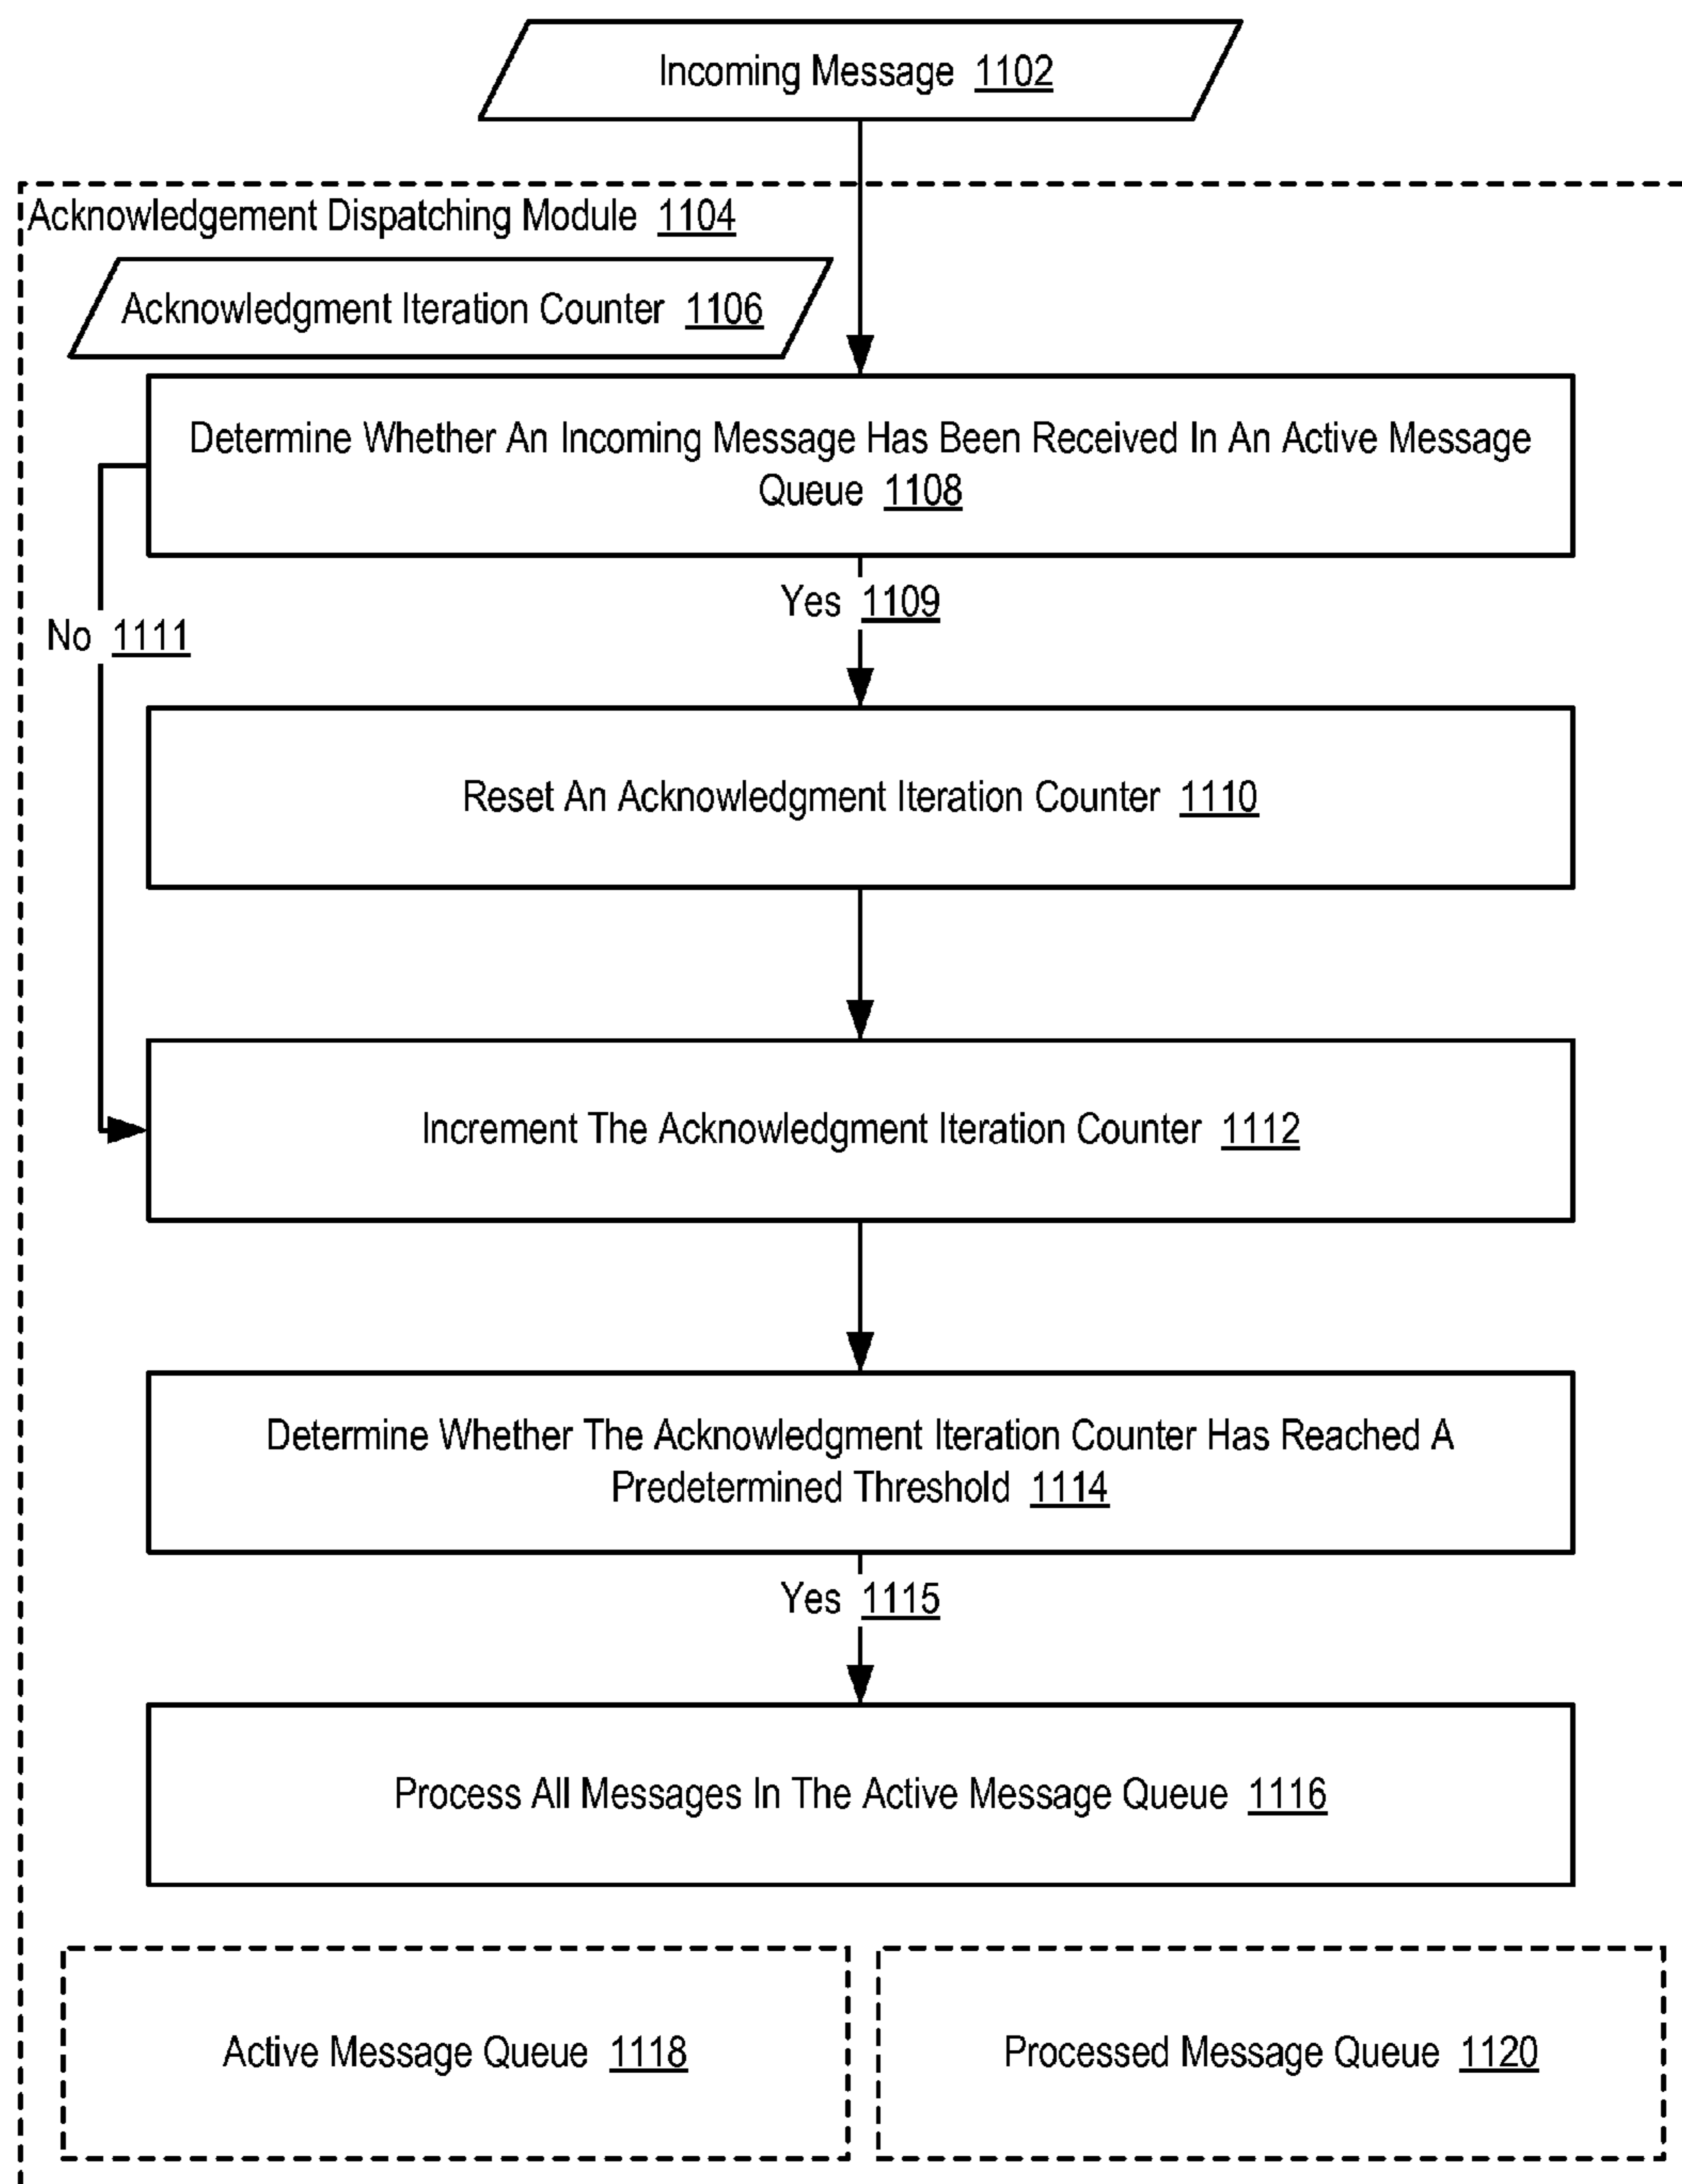 Incoming Message 1102
Acknowledgement Dispatching Module 1104
Acknowledgment Iteration Counter 1106
Determine Whether An Incoming Message Has Been Received In An Active Message
Queue 1108
Yes 1109
No 1111
Reset An Acknowledgment Iteration Counter 1110
Increment The Acknowledgment Iteration Counter 1112
Determine Whether The Acknowledgment Iteration Counter Has Reached A
Predetermined Threshold 1114
Yes 1115
Process All Messages In The Active Message Queue 1116
Active Message Queue 1118
Processed Message Queue 1120